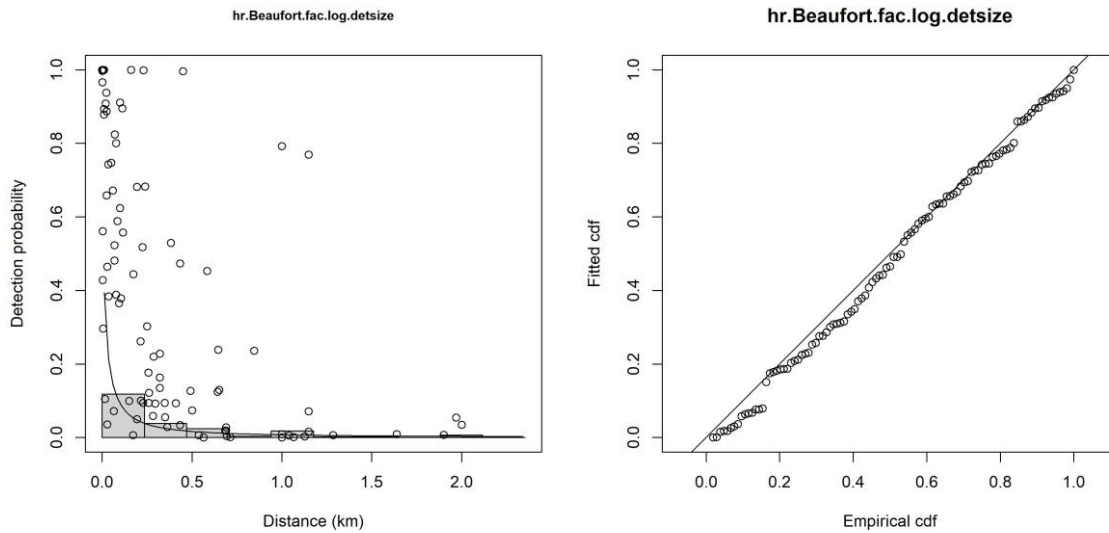 hr.Beaufort.fac.log.detsize
Detection probability
1.0
0.8
0.6
0.4
0.2
0.0
0.0 0.5 1.0 1.5 2.0
Distance (km)
hr.Beaufort.fac.log.detsize
Fitted cdf
1.0
0.8
0.6
0.4
0.2
0.0
0.0 0.2 0.4 0.6 0.8 1.0
Empirical cdf